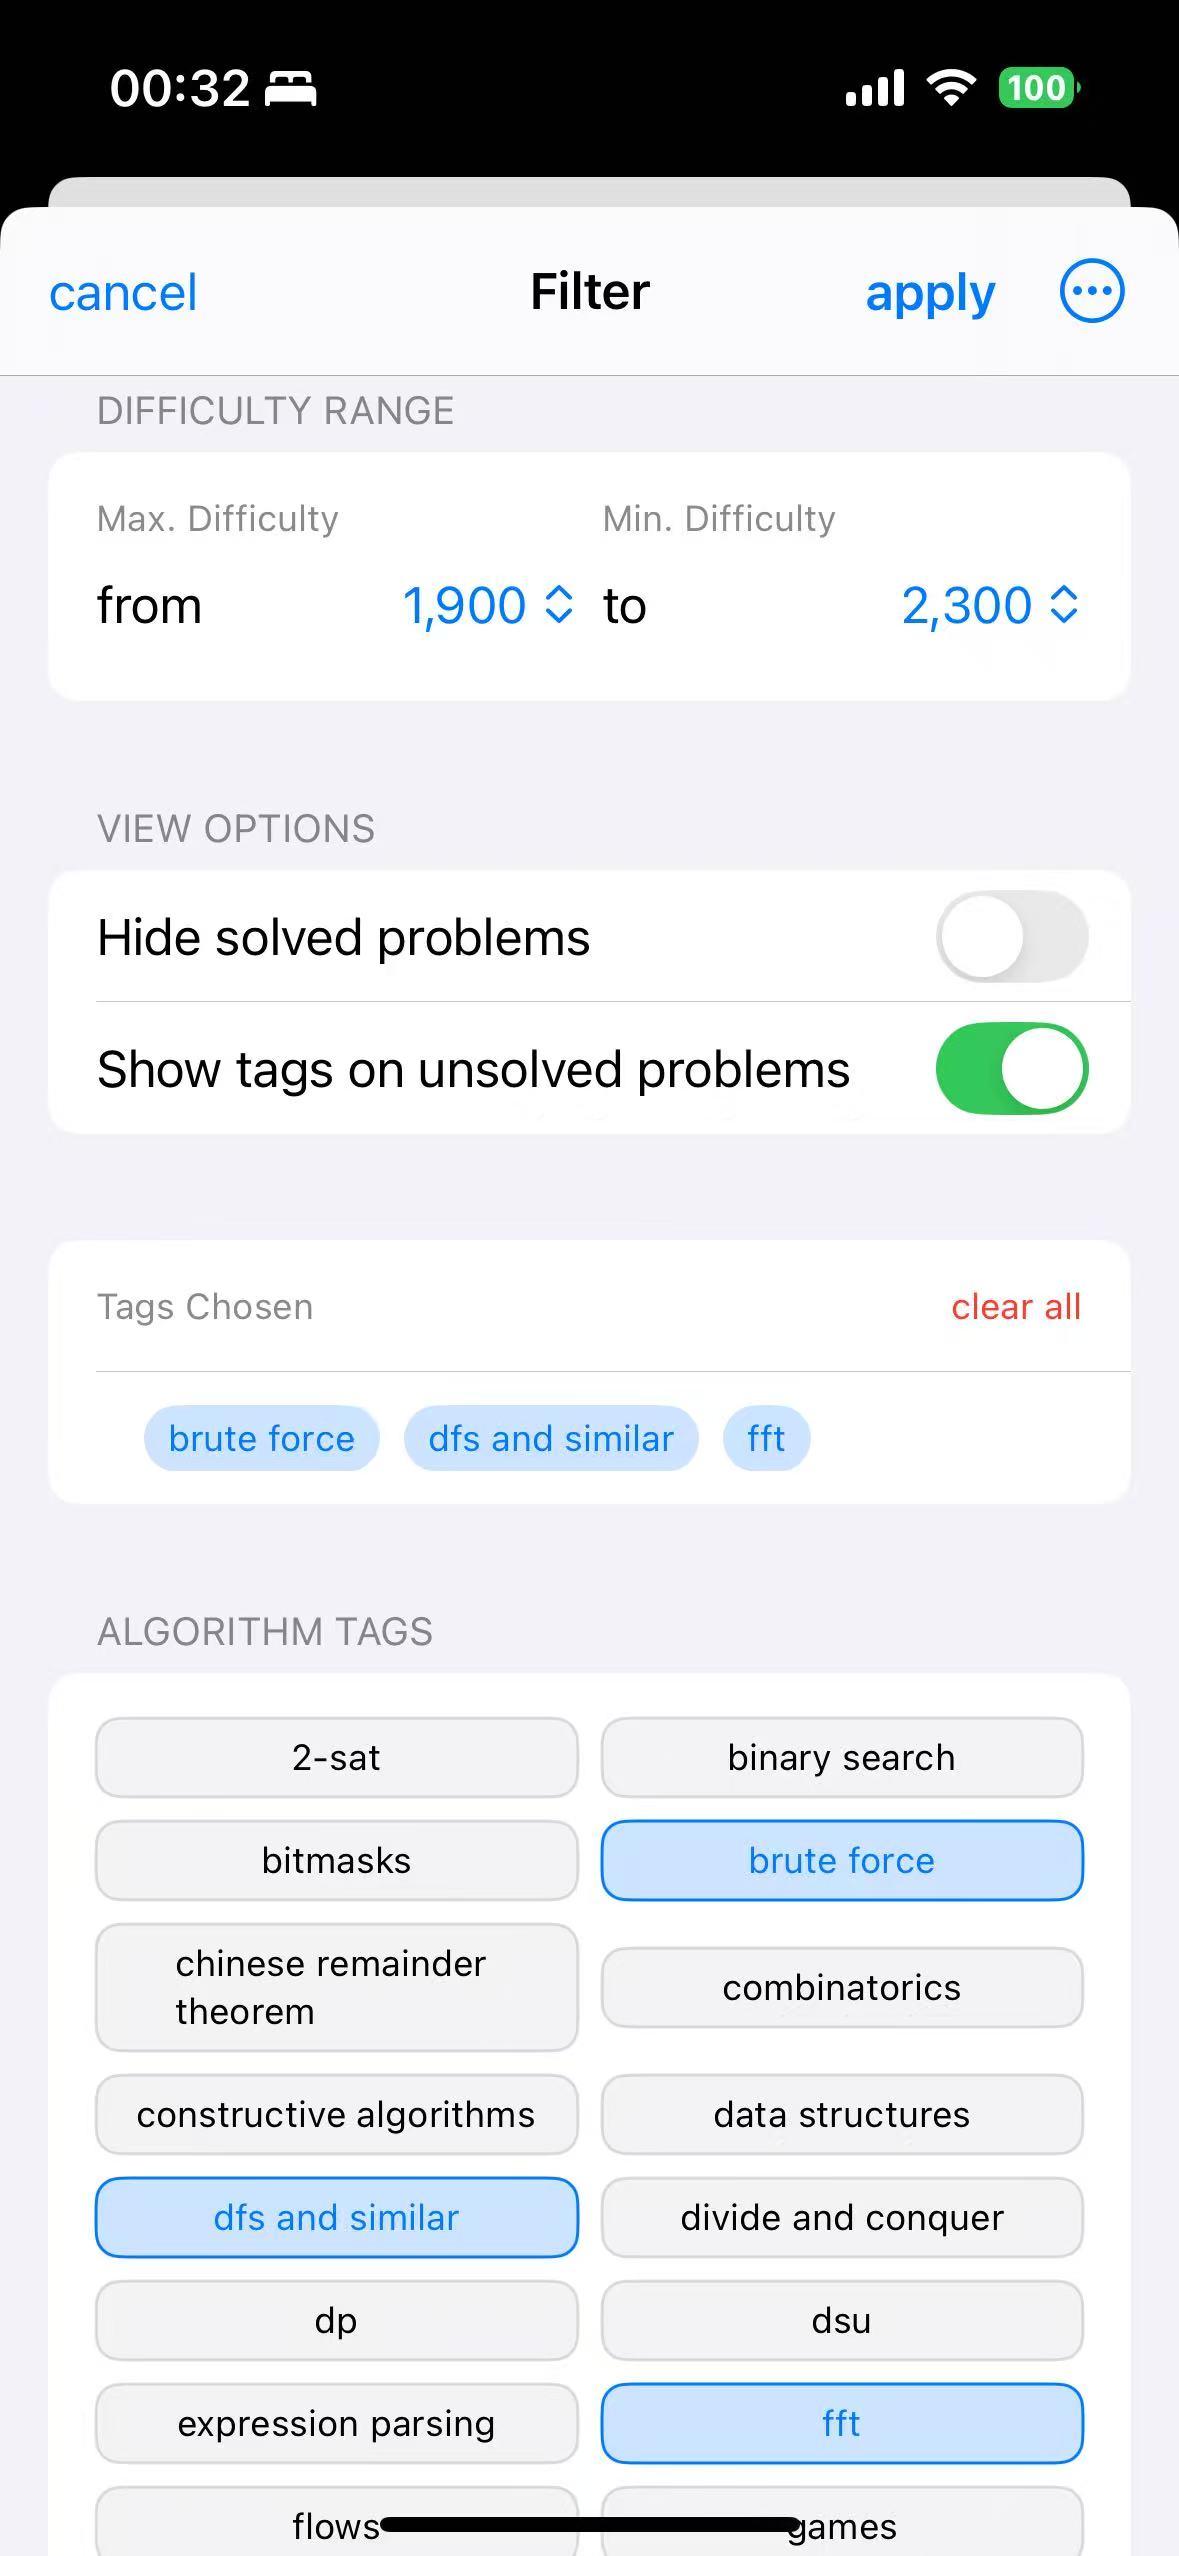 00:32
100
cancel Filter apply
DIFFICULTY RANGE
Max. Difficulty Min. Difficulty
from 1,900 to 2,300
VIEW OPTIONS
Hide solved problems
Show tags on unsolved problems
Tags Chosen clear all
brute force dfs and similar fft
ALGORITHM TAGS
2-sat binary search
bitmasks brute force
chinese remainder
theorem
combinatorics
constructive algorithms data structures
dfs and similar divide and conquer
dp dsu
expression parsing fft
flows games